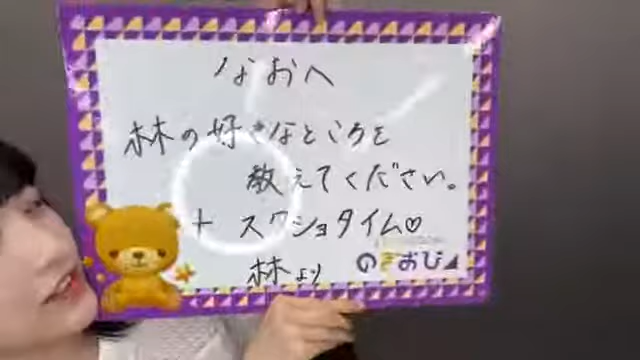 なおへ
林の好きなところを
教えてください。
+ スクショタイム♡
林より
のぎおび